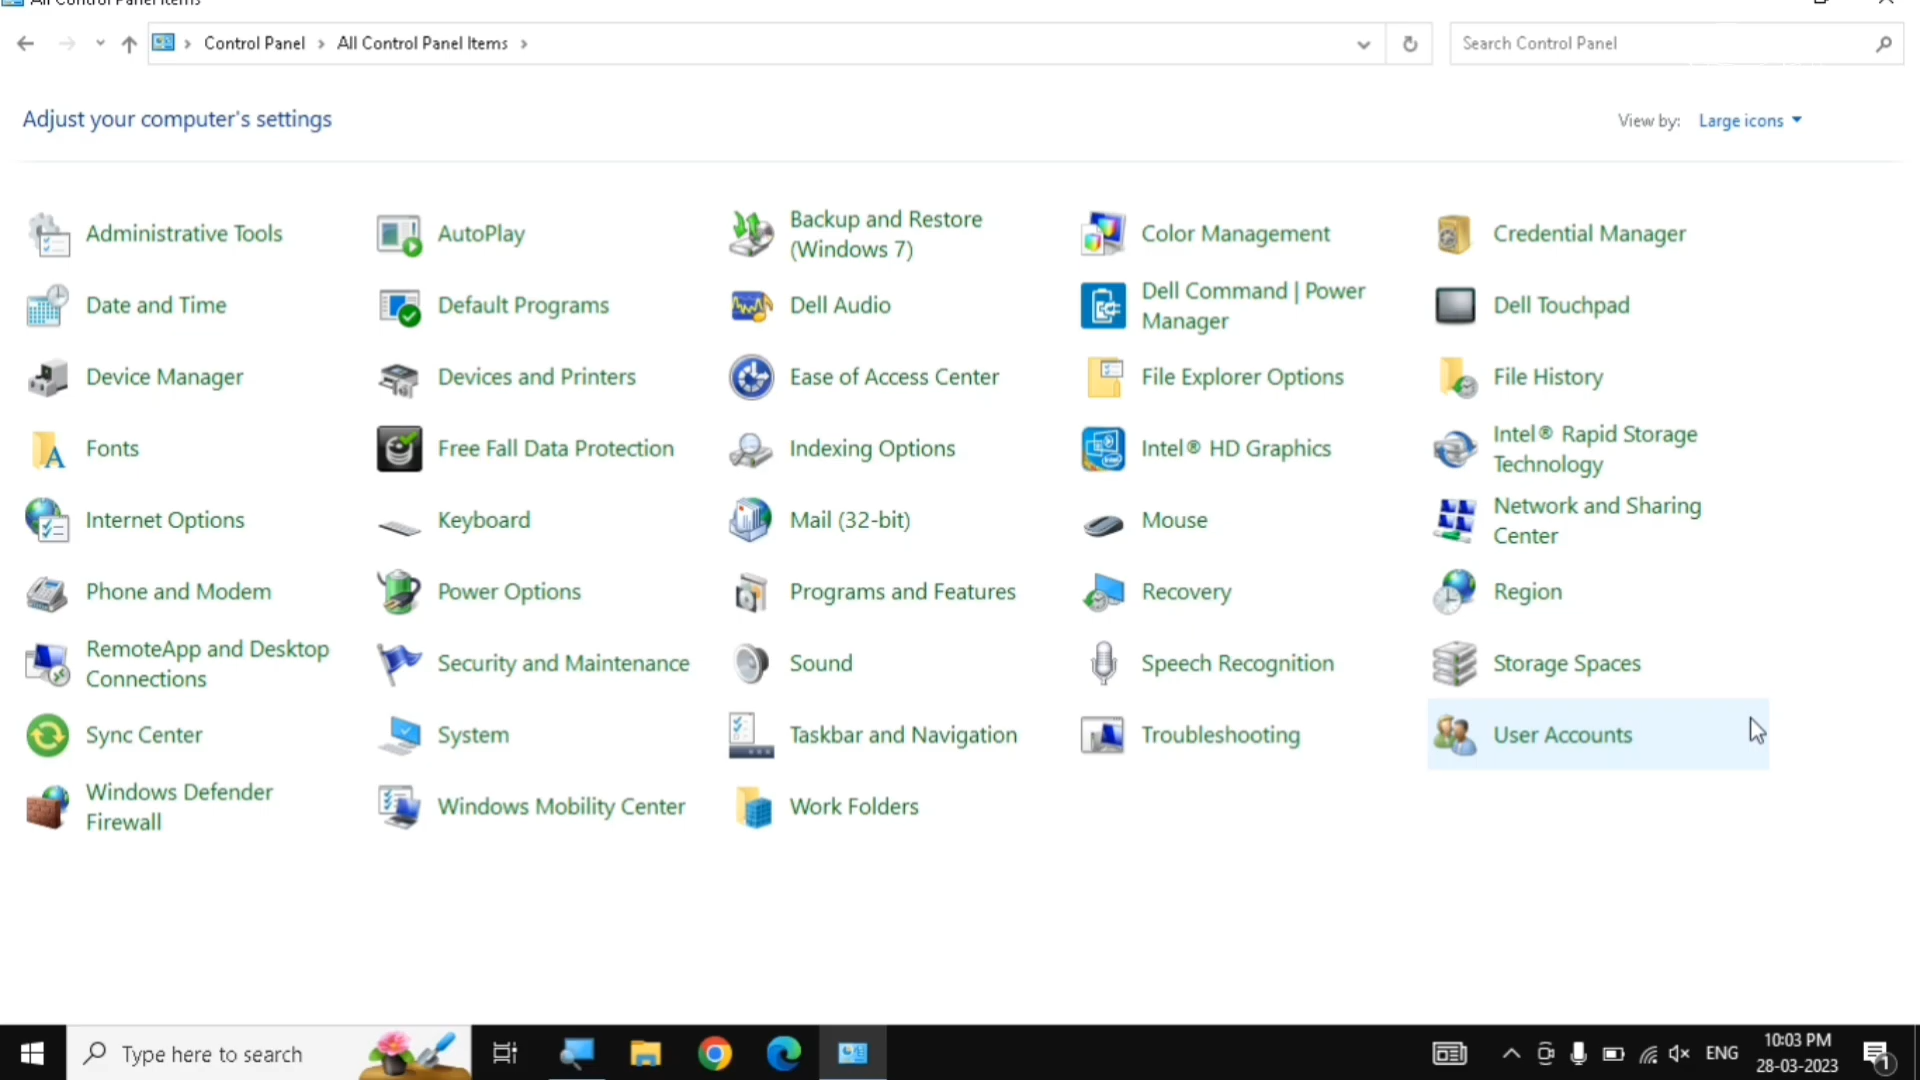 All Control Panel Items
Control Panel
All Control Panel Items
Search Control Panel
Adjust your computer's settings
View by:
Large icons
Administrative Tools
AutoPlay
Backup and Restore
(Windows 7)
Color Management
Credential Manager
Date and Time
Default Programs
Dell Audio
Dell Command | Power
Manager
Dell Touchpad
Device Manager
Devices and Printers
Ease of Access Center
File Explorer Options
File History
Fonts
Free Fall Data Protection
Indexing Options
Intel® HD Graphics
Intel® Rapid Storage
Technology
Internet Options
Keyboard
Mail (32-bit)
Mouse
Network and Sharing
Center
Phone and Modem
Power Options
Programs and Features
Recovery
Region
RemoteApp and Desktop
Connections
Security and Maintenance
Sound
Speech Recognition
Storage Spaces
Sync Center
System
Taskbar and Navigation
Troubleshooting
User Accounts
Windows Defender
Firewall
Windows Mobility Center
Work Folders
Type here to search
ENG
10:03 PM
28-03-2023
1